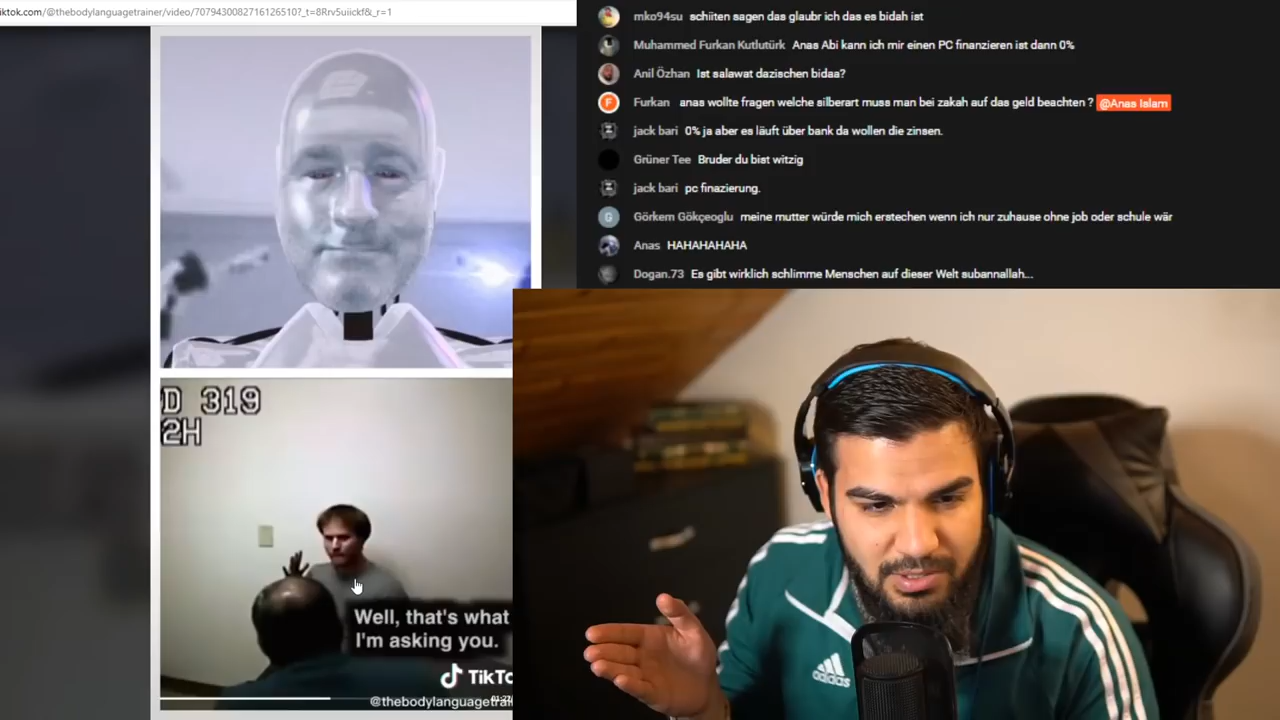 iktok.com/@thebodylanguagetrainer/video/7079430082716126510?_t=8Rrv5uiickf&_r=1
mko94su schiiten sagen das glaubr ich das es bidah ist
Muhammed Furkan Kutlutürk Anas Abi kann ich mir einen PC finanzieren ist dann 0%
Anil Özhan Ist salawat dazischen bidaa?
Furkan anas wollte fragen welche silberart muss man bei zakah auf das geld beachten ? @Anas Islam
jack bari 0% ja aber es läuft über bank da wollen die zinsen.
Grüner Tee Bruder du bist witzig
jack bari pc finazierung.
Görkem Gökçeoglu meine mutter würde mich erstechen wenn ich nur zuhause ohne job oder schule wär
Anas HAHAHAHAHA
Dogan.73 Es gibt wirklich schlimme Menschen auf dieser Welt subannallah...
D 319
2H
Well, that's what
I'm asking you.
TikTo
@thebodylanguagetrai
adidas